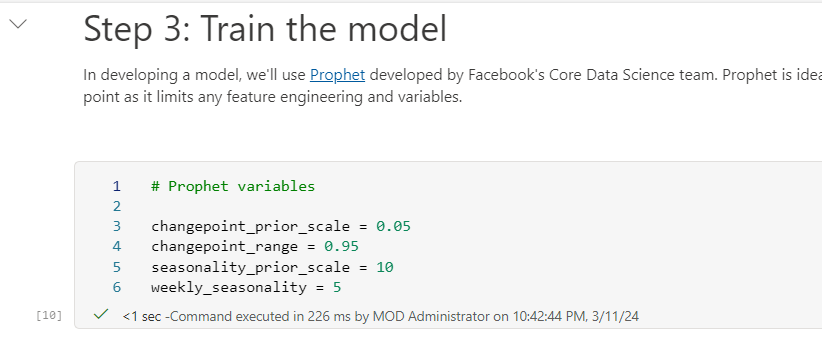 Step 3: Train the model
In developing a model, we'll use Prophet developed by Facebook's Core Data Science team. Prophet is
point as it limits any feature engineering and variables.
1 # Prophet variables
2
3 changepoint_prior_scale = 0.05
4 changepoint_range = 0.95
5 seasonality_prior_scale = 10
6 weekly_seasonality = 5
[10] <1 sec -Command executed in 226 ms by MOD Administrator on 10:42:44 PM, 3/11/24